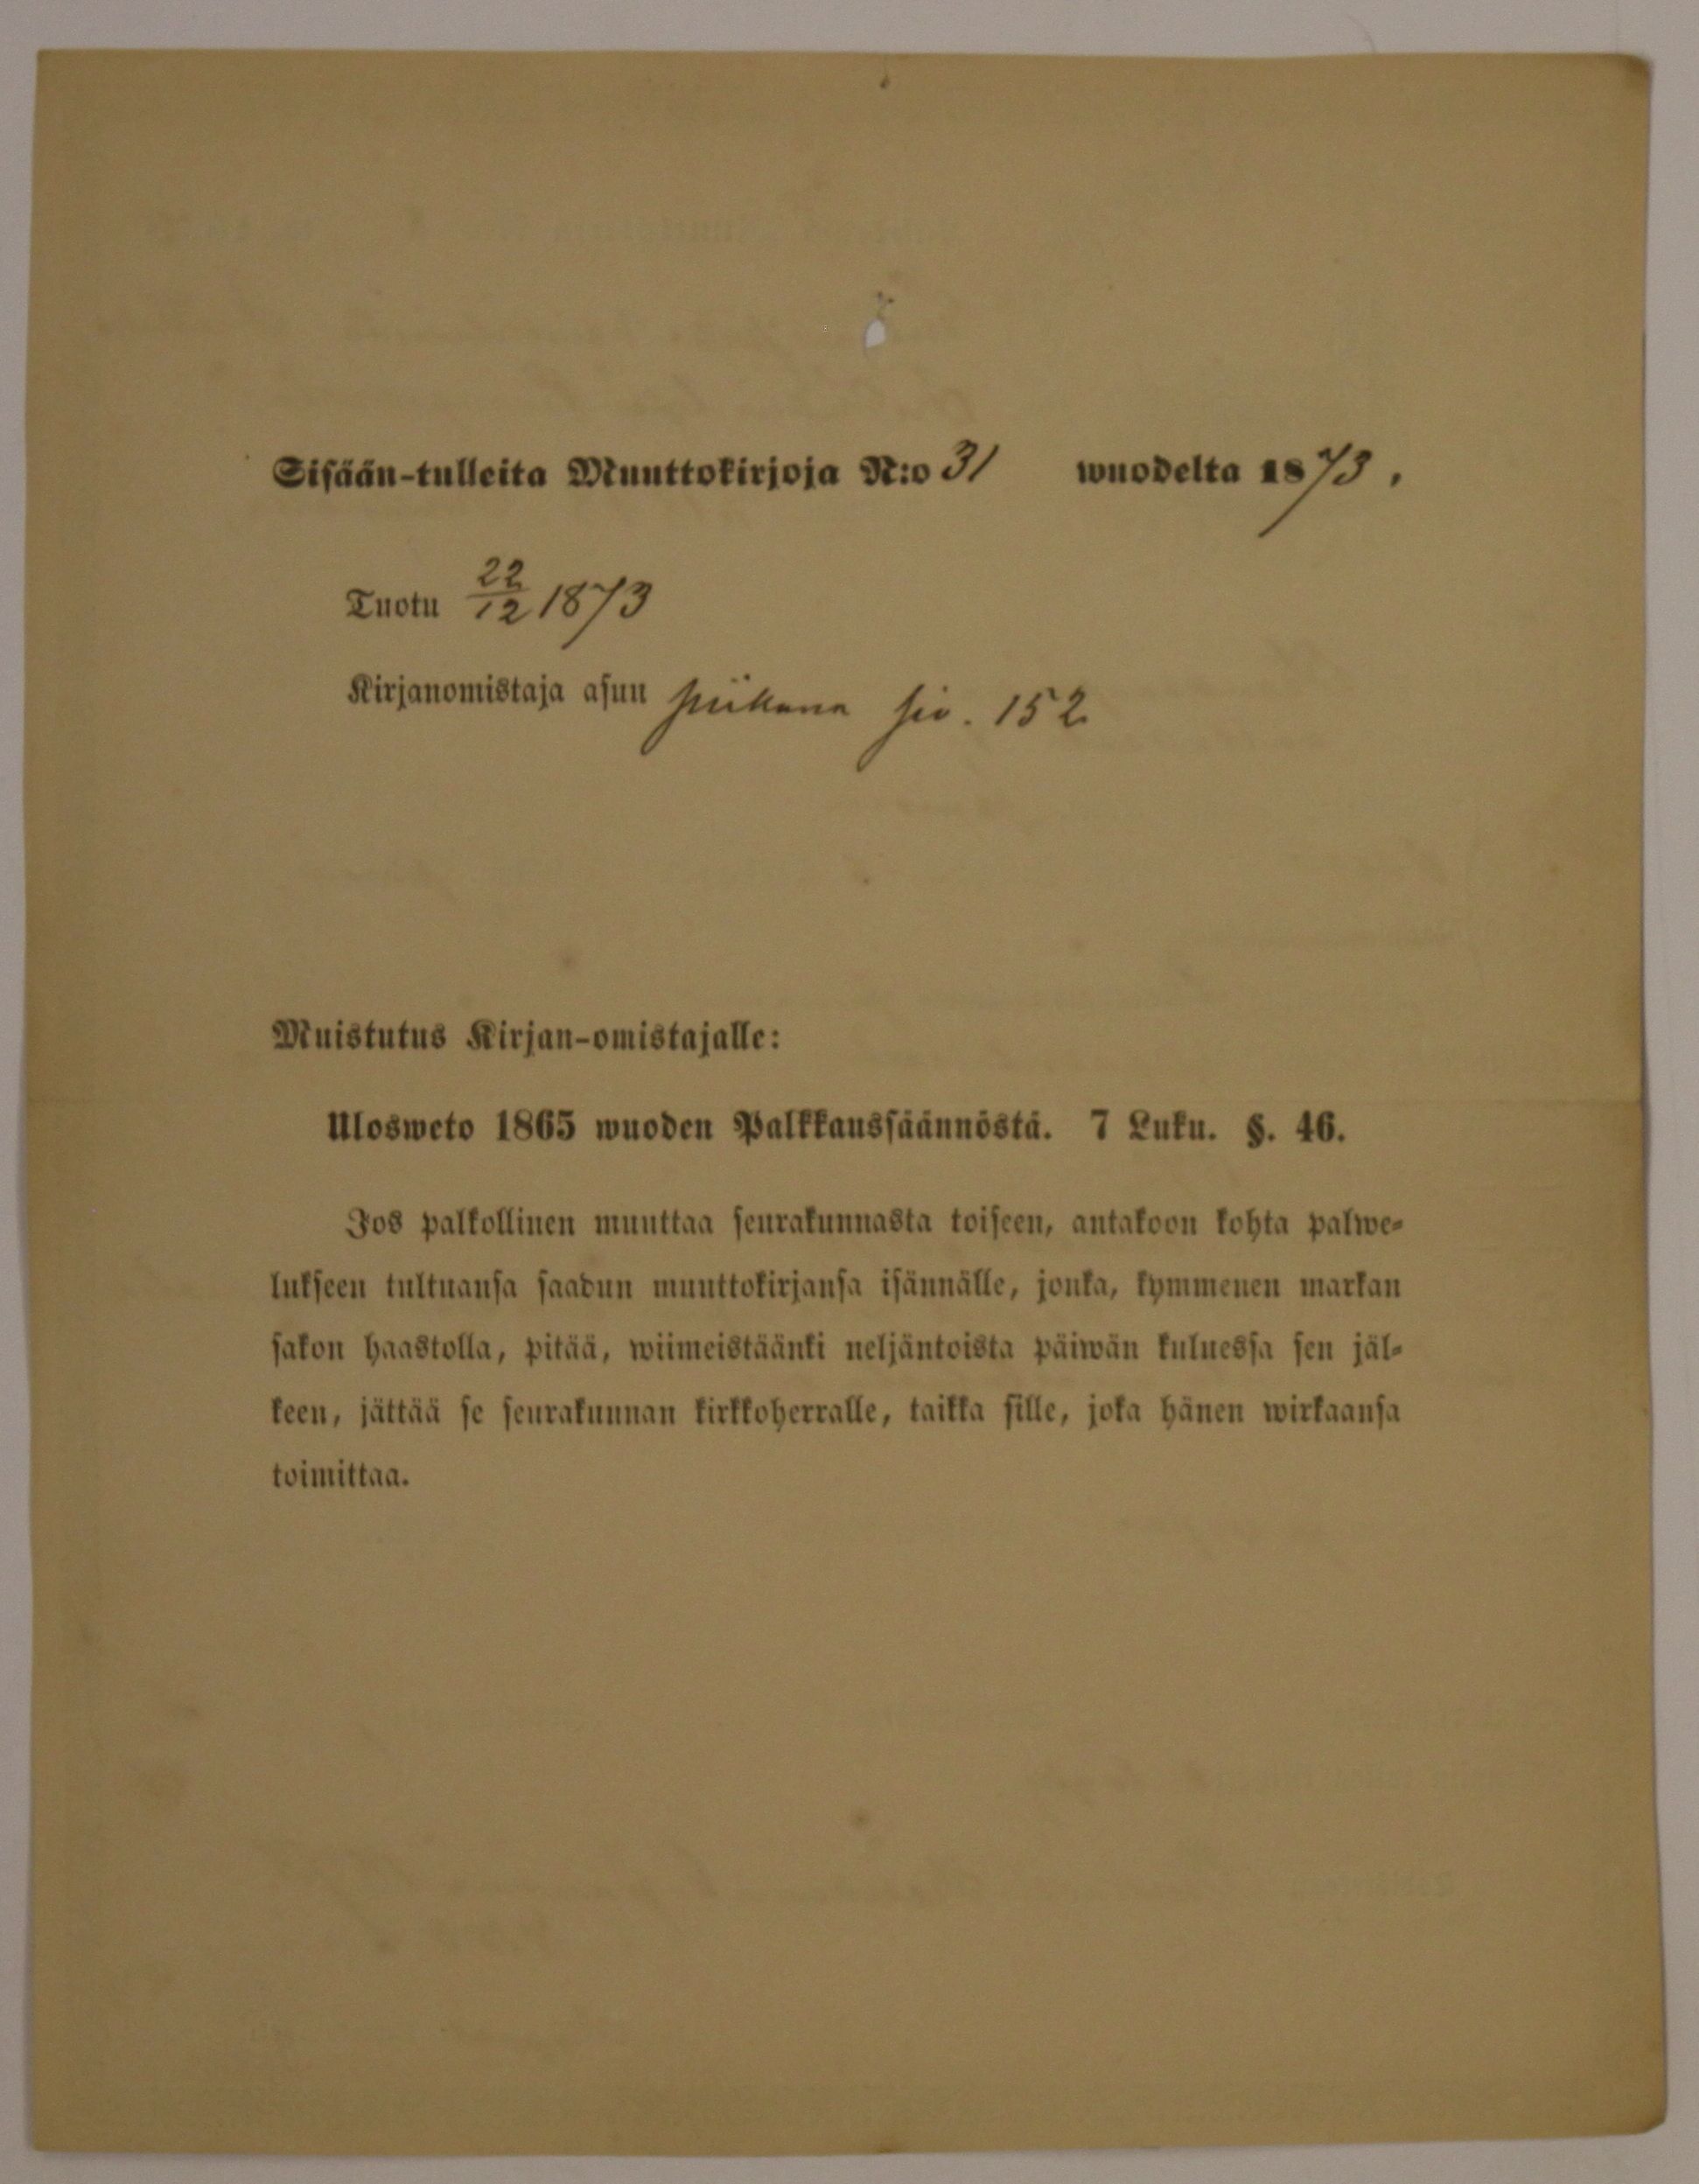 Sisään-tulleita Muuttokirjoja N:o 31 wuodelta 1873.
Tuotu 22/12 1873
Kirjanomistaja asuu piikana siv. 152
Muistutus Kirjan-omistajalle:
Ulosweto 1865 wuoden Palkkaussäännöstä. 7 Luku. §. 46.
Jos palkollinen muuttaa seurakunnasta toiseen, antakoon kohta palwe-
lukseen tultuansa saadun muuttokirjansa isännälle, jonka, kymmenen markan
sakon haastolla, pitää, wiimeistäänki neljäntoista päiwän kuluessa sen jäl-
keen, jättää se seurakunnan kirkkoherralle, taikka sille, joka hänen wirkaansa
toimittaa.